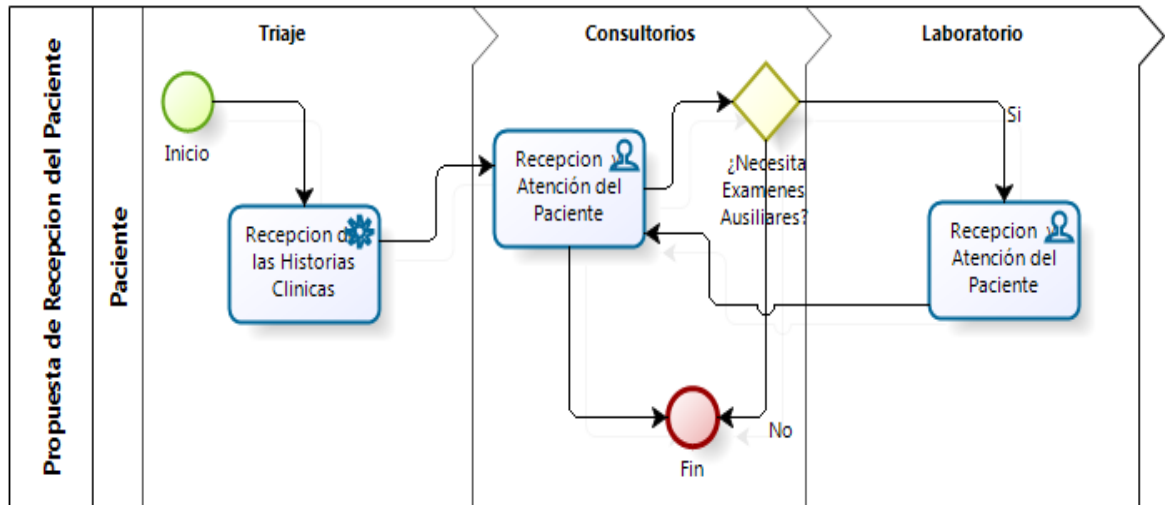 Propuesta de Recepcion del Paciente
Paciente
Triaje
Consultorios
Laboratorio
Inicio
Recepcion de
las Historias
Clinicas
Recepcion y
Atención del
Paciente
¿Necesita
Examenes
Ausiliares?
Si
Recepcion y
Atención del
Paciente
No
Fin